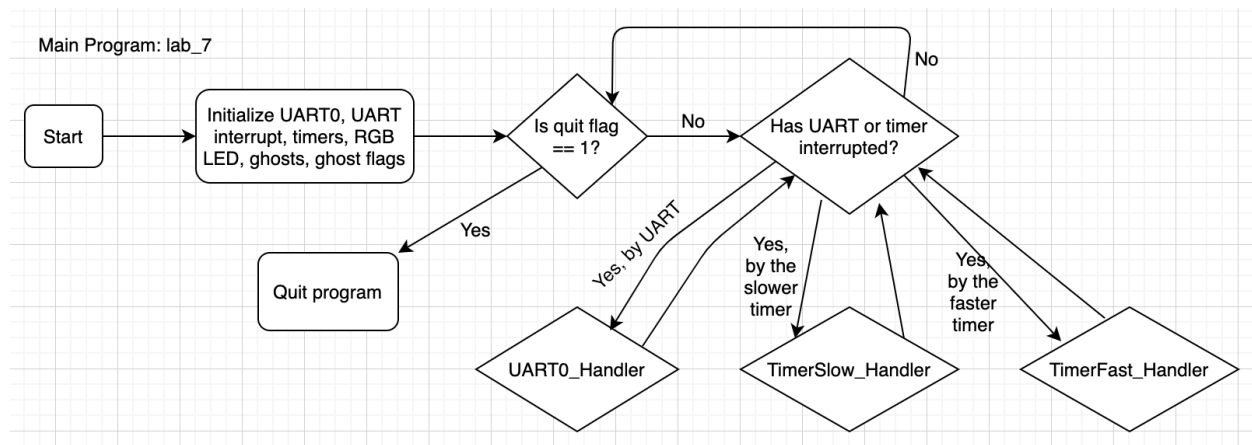 Main Program: lab_7
Start
Initialize UART0, UART
interrupt, timers, RGB
LED, ghosts, ghost flags
Is quit flag
== 1?
No
Has UART or timer
interrupted?
No
Yes
Quit program
Yes, by UART
Yes,
by the
slower
timer
Yes,
by the
faster
timer
UART0_Handler
TimerSlow_Handler
TimerFast_Handler